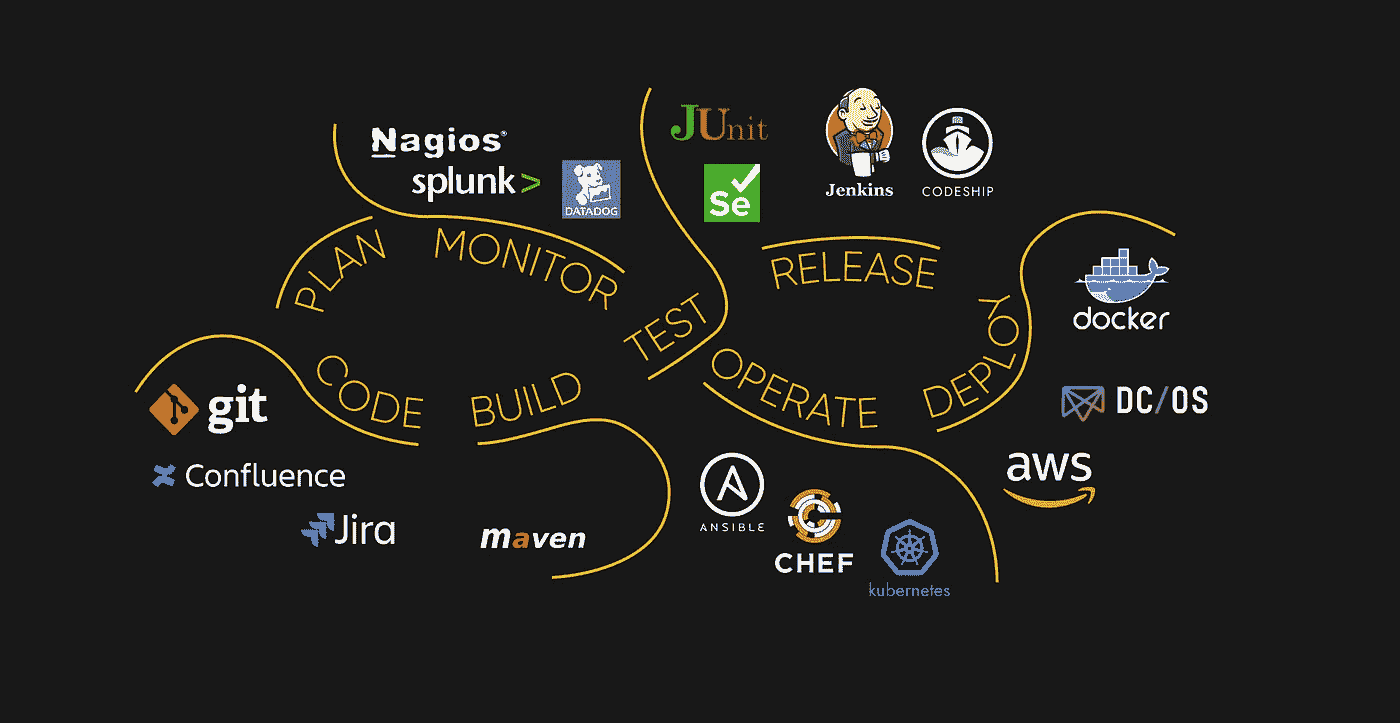 Nagios®
splunk>
DATADOG
JUnit
Se
Jenkins
CODESHIP
PLAN
MONITOR
TEST
RELEASE
docker
CODE
BUILD
OPERATE
DEPLOY
git
Confluence
Jira
maven
ANSIBLE
CHEF
kubernetes
DC/OS
aws